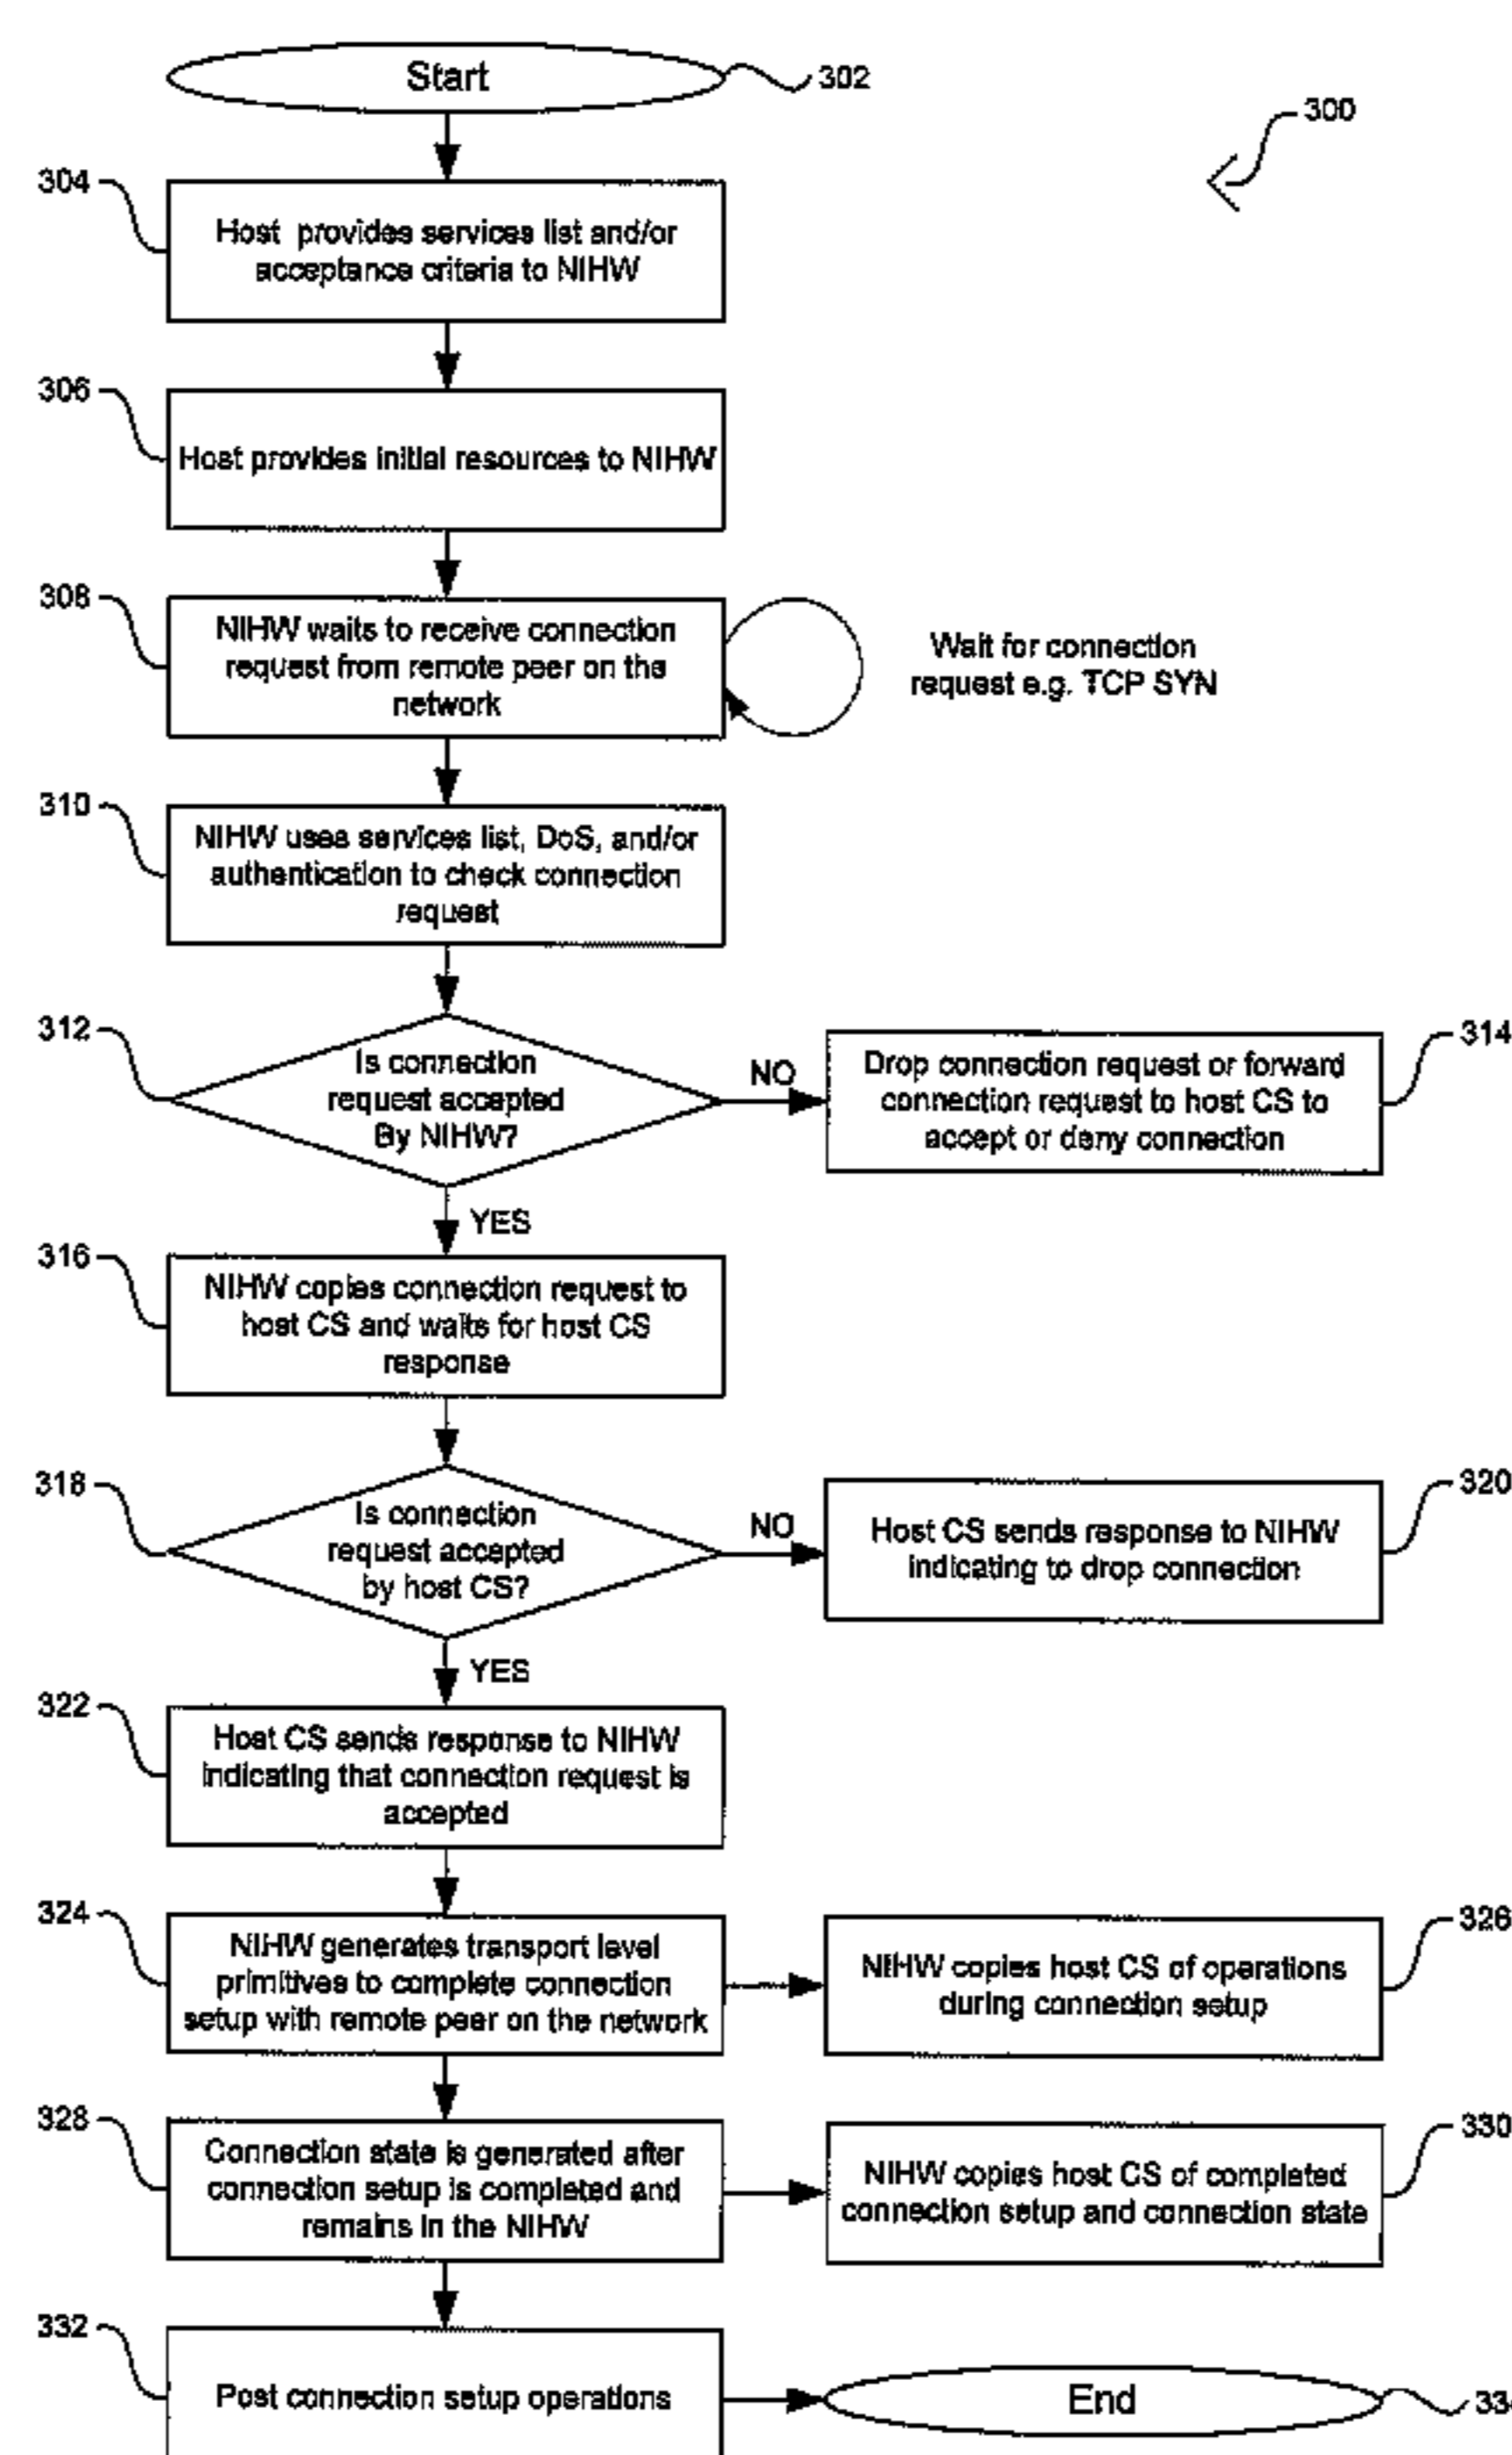 Start
302
300
304
Host provides services list and/or
acceptance criteria to NIHW
306
Host provides initial resources to NIHW
308
NIHW waits to receive connection
request from remote peer on the
network
Wait for connection
request e.g. TCP SYN
310
NIHW uses services list, DoS, and/or
authentication to check connection
request
312
Is connection
request accepted
By NIHW?
NO
Drop connection request or forward
connection request to host CS to
accept or deny connection
314
YES
316
NIHW copies connection request to
host CS and waits for host CS
response
318
Is connection
request accepted
by host CS?
NO
Host CS sends response to NIHW
indicating to drop connection
320
YES
322
Host CS sends response to NIHW
indicating that connection request is
accepted
324
NIHW generates transport level
primitives to complete connection
setup with remote peer on the network
NIHW copies host CS of operations
during connection setup
326
328
Connection state is generated after
connection setup is completed and
remains in the NIHW
NIHW copies host CS of completed
connection setup and connection state
330
332
Post connection setup operations
End